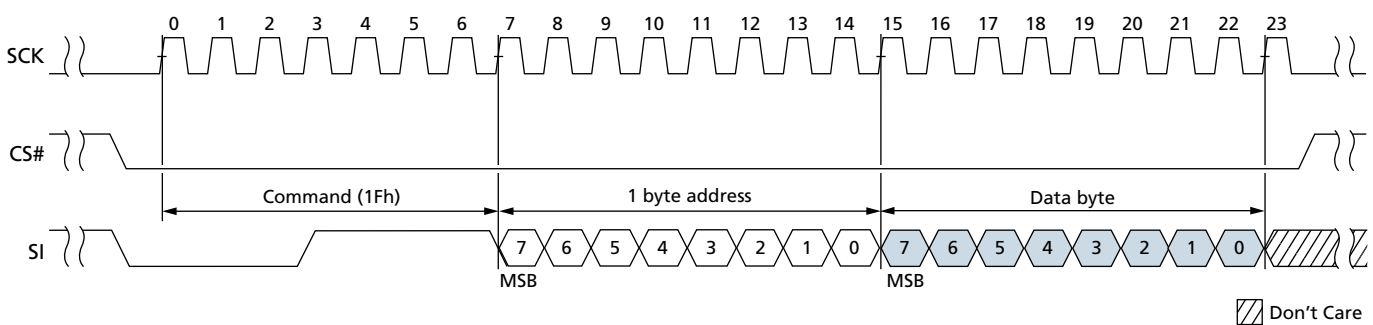 0 1 2 3 4 5 6 7 8 9 10 11 12 13 14 15 16 17 18 19 20 21 22 23
SCK
CS#
Command (1Fh) 1 byte address Data byte
SI 7 6 5 4 3 2 1 0 7 6 5 4 3 2 1 0
MSB MSB
Don't Care